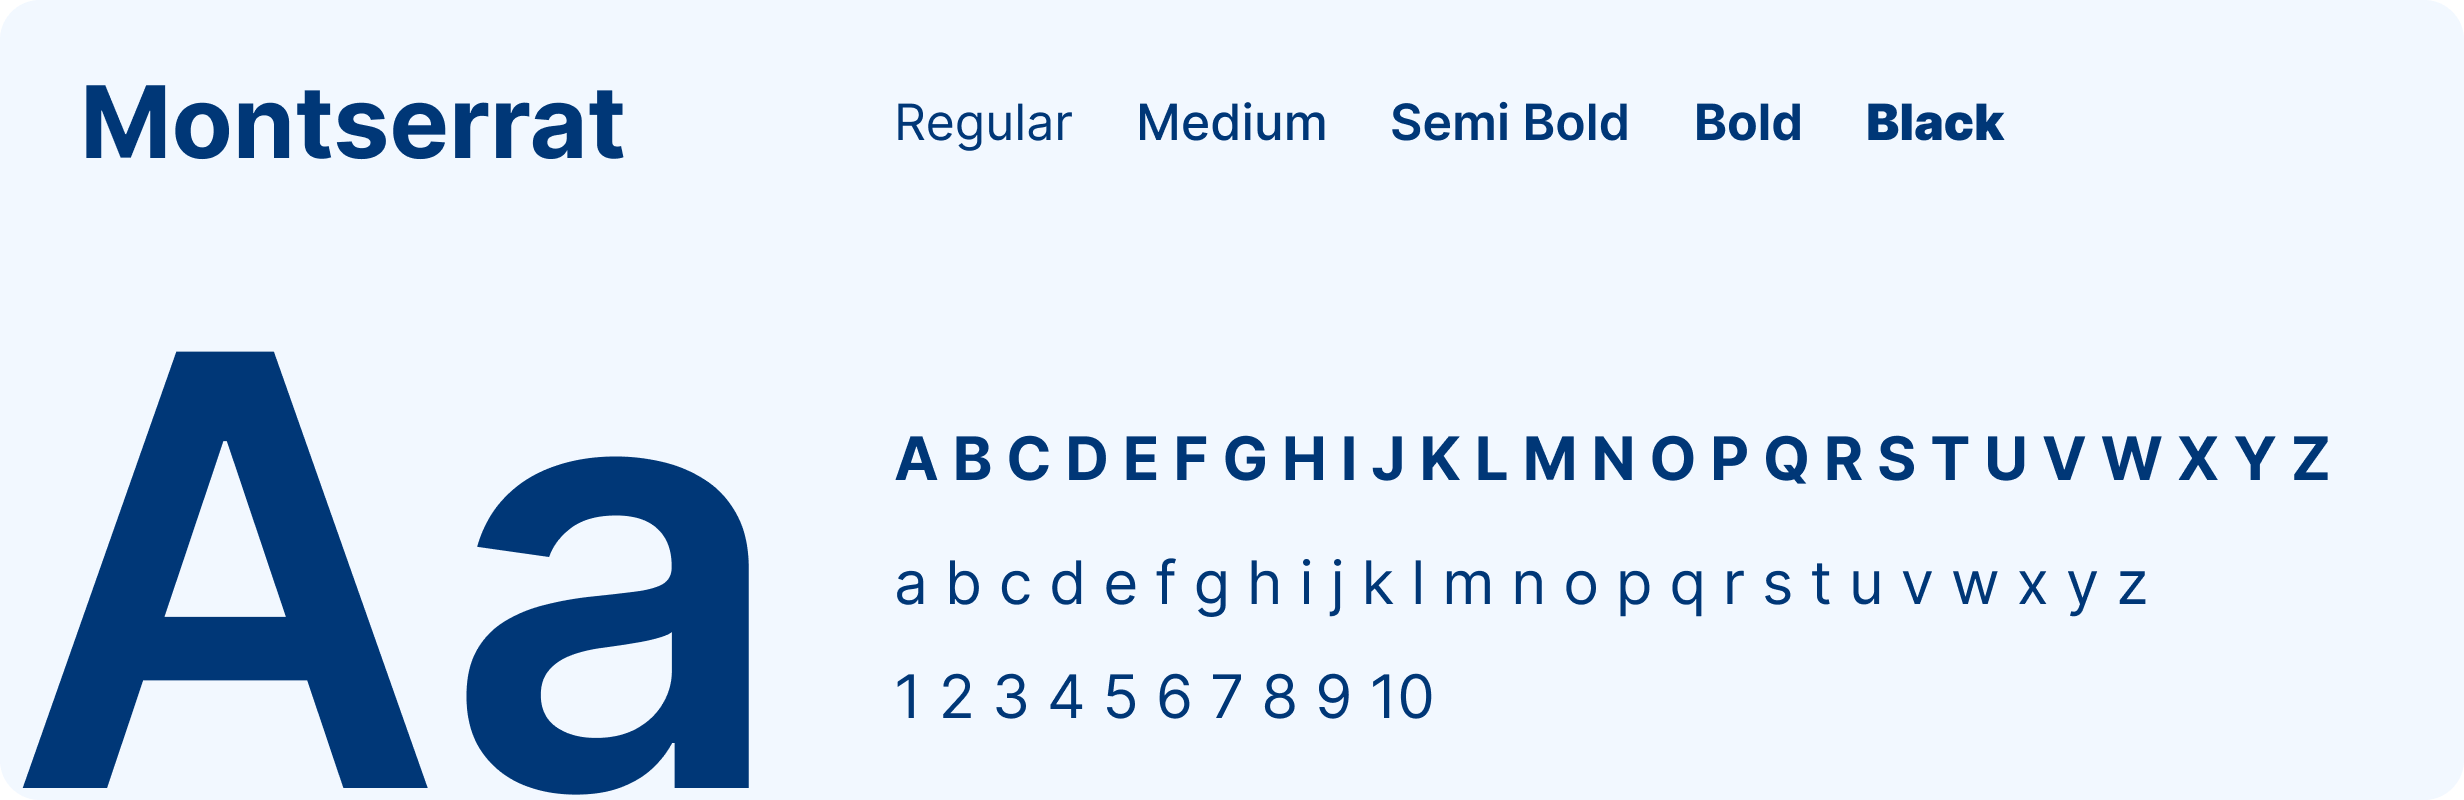 Montserrat
Regular Medium Semi Bold Bold Black
Aa
A B C D E F G H I J K L M N O P Q R S T U V W X Y Z
a b c d e f g h i j k l m n o p q r s t u v w x y z
1 2 3 4 5 6 7 8 9 10